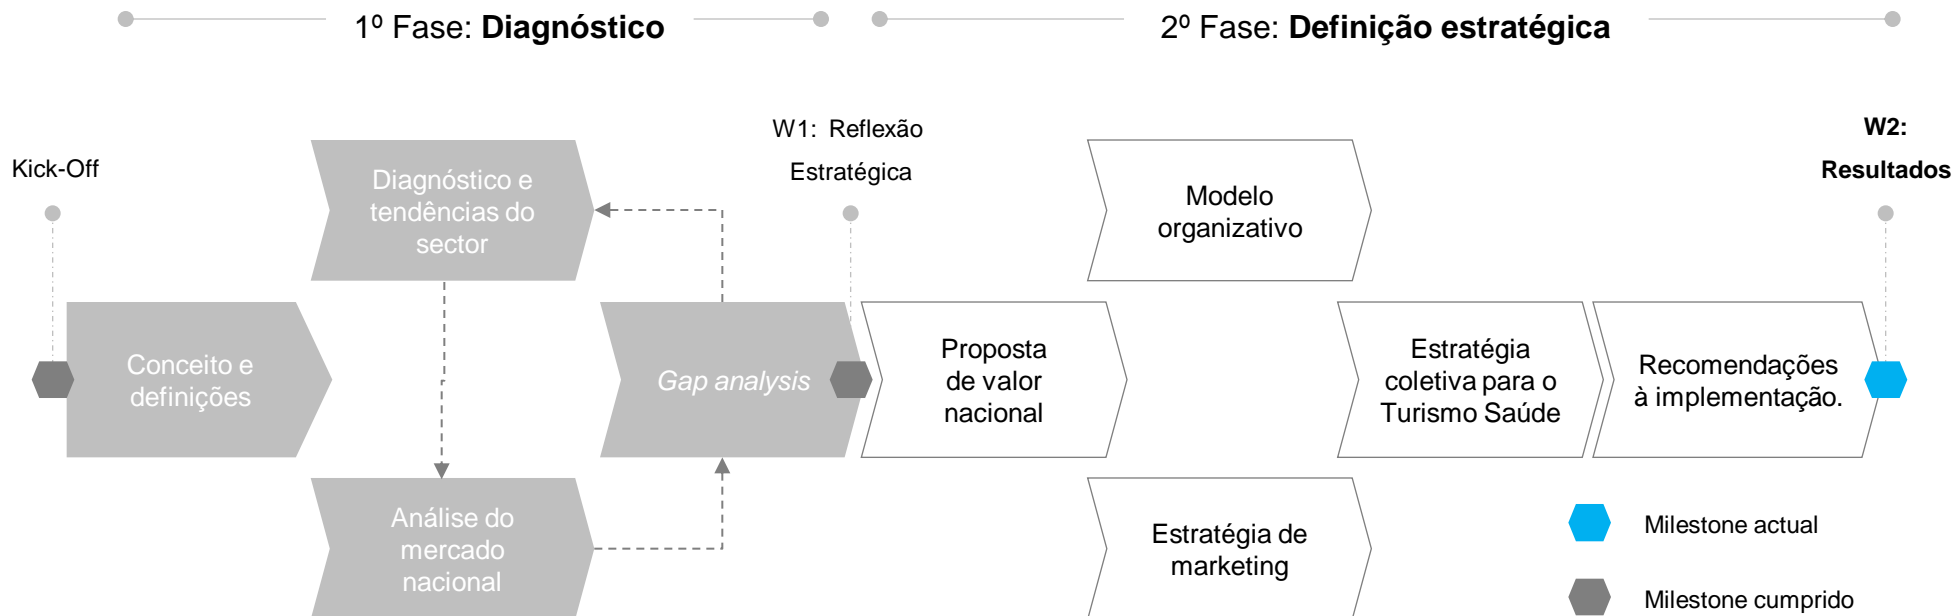 1º Fase: Diagnóstico
2º Fase: Definição estratégica
Kick-Off
Conceito e
definições
Diagnóstico e
tendências do
sector
Análise do
mercado
nacional
Gap analysis
W1: Reflexão
Estratégica
Proposta
de valor
nacional
Modelo
organizativo
Estratégia de
marketing
Estratégia
coletiva para o
Turismo Saúde
Recomendações
à implementação.
W2:
Resultados
Milestone actual
Milestone cumprido